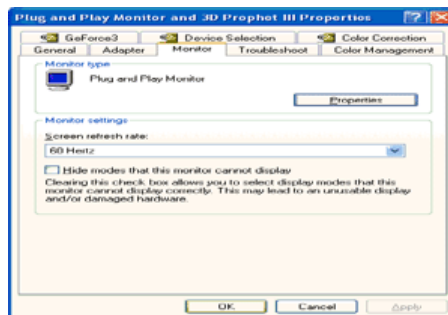 Plug and Play Monitor and 3D Prophet III Properties
GeForce3 Device Selection Color Correction
General Adapter Monitor Troubleshoot Color Management
Monitor type
Plug and Play Monitor
Properties
Monitor settings
Screen refresh rate:
60 Hertz
Hide modes that this monitor cannot display
Clearing this check box allows you to select display modes that this
monitor cannot display correctly. This may lead to an unusable display
and/or damaged hardware.
OK Cancel Apply